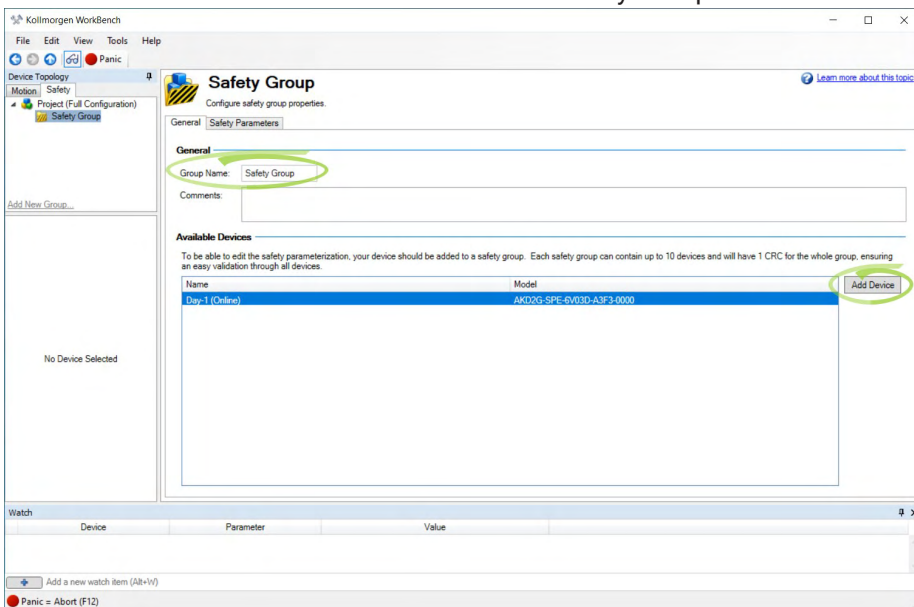 Kollmorgen WorkBench
File Edit View Tools Help
Panic
Device Topology
Motion Safety
Project (Full Configuration)
Safety Group
Add New Group...
No Device Selected
Safety Group
Configure safety group properties.
Learn more about this topic
General Safety Parameters
General
Group Name: Safety Group
Comments:
Available Devices
To be able to edit the safety parameterization, your device should be added to a safety group. Each safety group can contain up to 10 devices and will have 1 CRC for the whole group, ensuring
an easy validation through all devices.
Name Model
Day-1 (Online) AKD2G-SPE-6V03D-A3F3-0000
Add Device
Watch
Device Parameter Value
Add a new watch item (Alt+W)
Panic = Abort (F12)